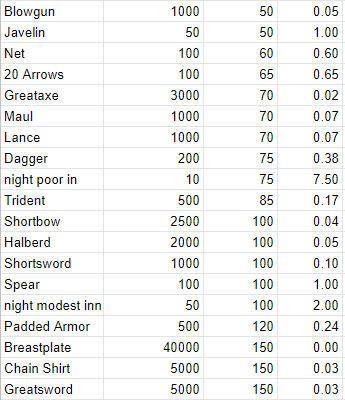 Blowgun 1000 50 0.05
Javelin 50 50 1.00
Net 100 60 0.60
20 Arrows 100 65 0.65
Greataxe 3000 70 0.02
Maul 1000 70 0.07
Lance 1000 70 0.07
Dagger 200 75 0.38
night poor in 10 75 7.50
Trident 500 85 0.17
Shortbow 2500 100 0.04
Halberd 2000 100 0.05
Shortsword 1000 100 0.10
Spear 100 100 1.00
night modest inn 50 100 2.00
Padded Armor 500 120 0.24
Breastplate 40000 150 0.00
Chain Shirt 5000 150 0.03
Greatsword 5000 150 0.03